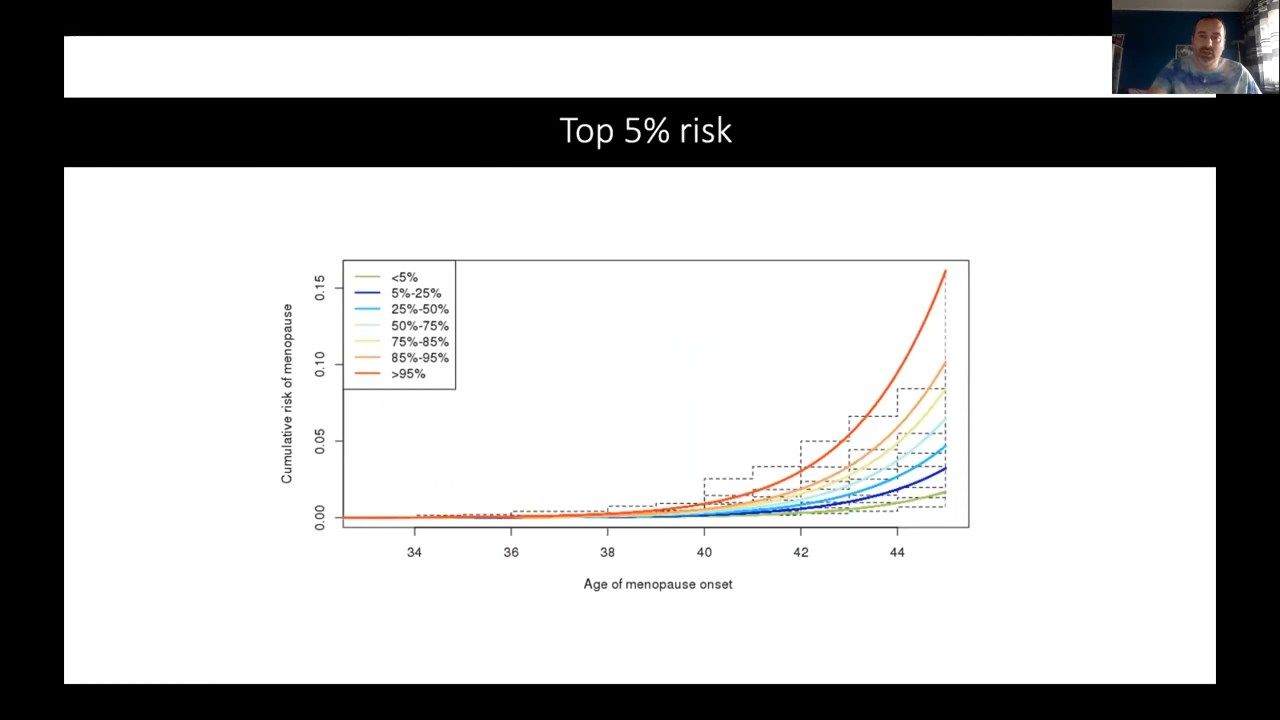 Top 5% risk
<5%
5%-25%
25%-50%
50%-75%
75%-85%
85%-95%
>95%
Cumulative risk of menopause
0.15
0.10
0.05
0.00
34 36 38 40 42 44
Age of menopause onset